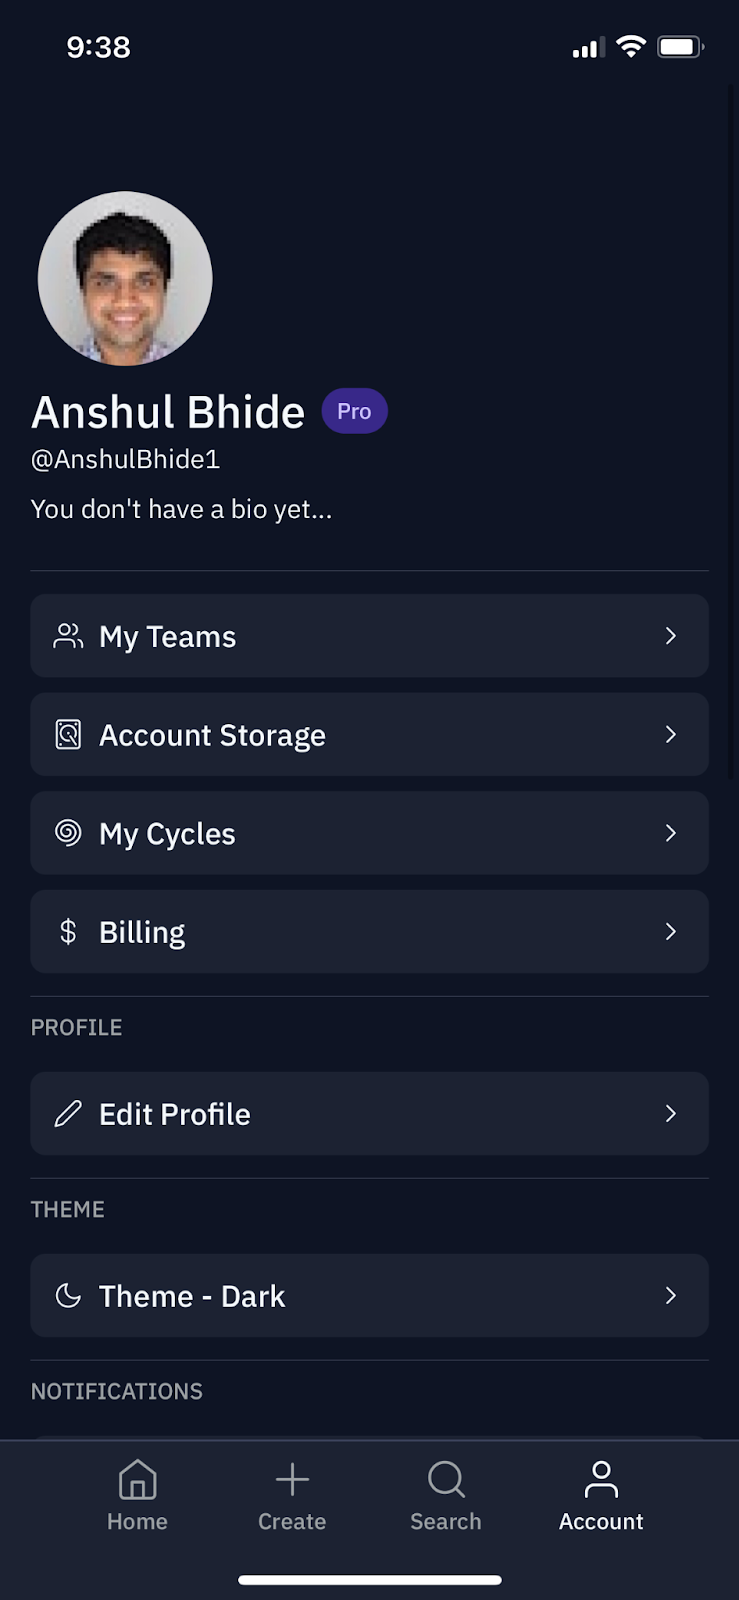 9:38
Anshul Bhide Pro
@AnshulBhide1
You don't have a bio yet...
My Teams
Account Storage
My Cycles
Billing
PROFILE
Edit Profile
THEME
Theme - Dark
NOTIFICATIONS
Home Create Search Account